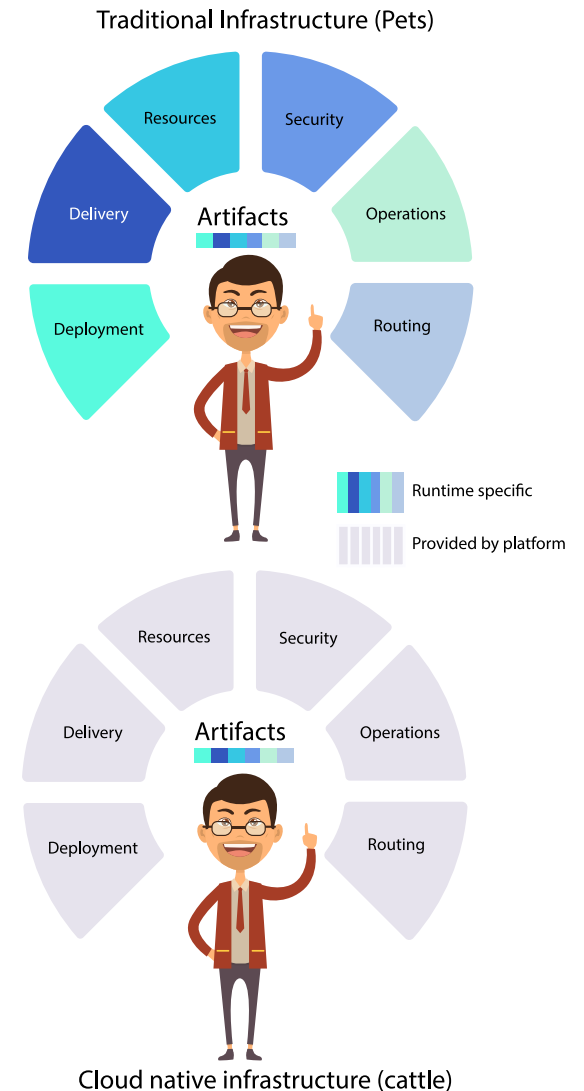 Traditional Infrastructure (Pets)
Resources
Security
Delivery
Operations
Artifacts
Deployment
Routing
Runtime specific
Provided by platform
Resources
Security
Delivery
Operations
Artifacts
Deployment
Routing
Cloud native infrastructure (cattle)